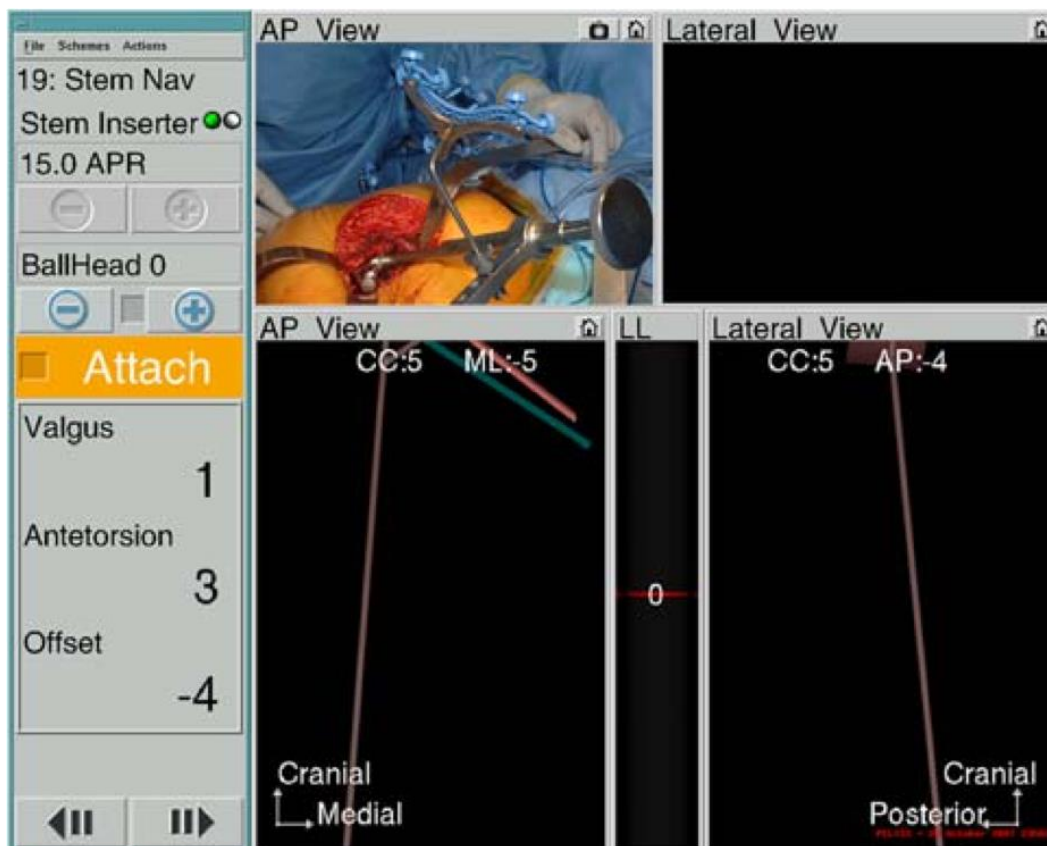 File Schemes Actions
19: Stem Nav
Stem Inserter
15.0 APR
BallHead 0
Attach
Valgus
1
Antetorsion
3
Offset
-4
AP View
Lateral View
AP View
CC:5 ML:-5
Cranial
Medial
LL
0
Lateral View
CC:5 AP:-4
Cranial
Posterior